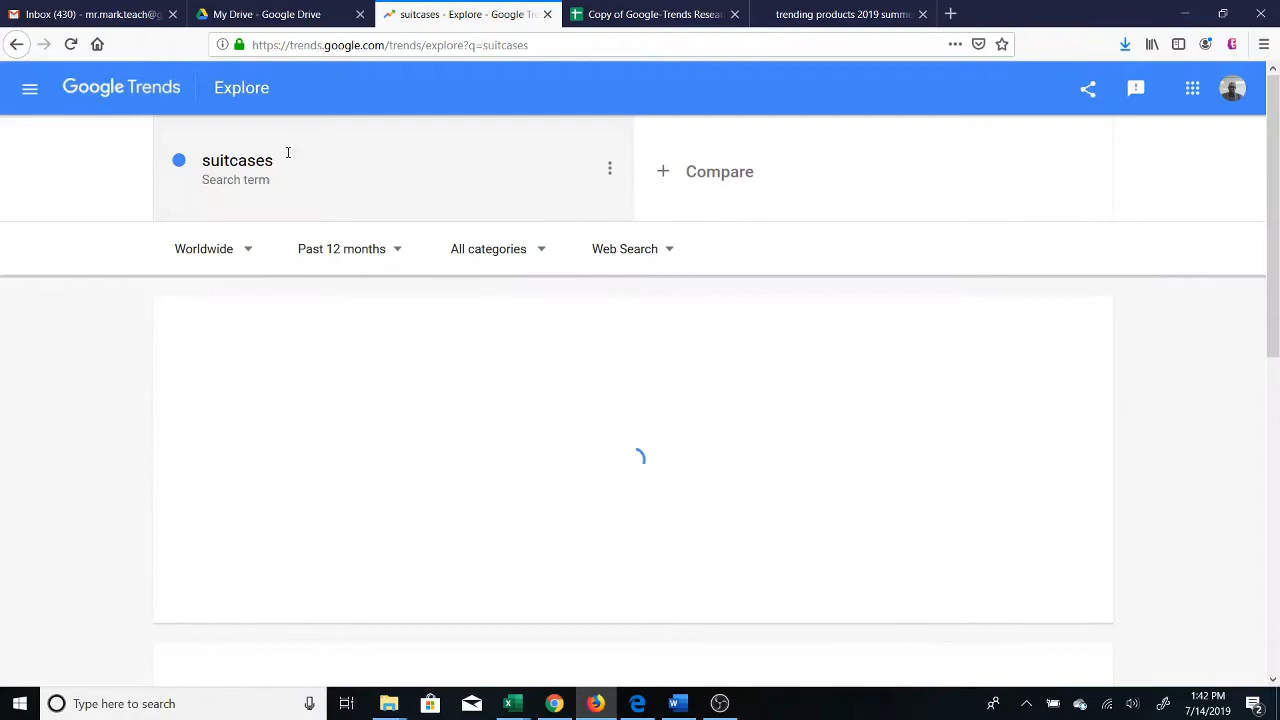 Inbox (430) - mr.mark.teach@g
My Drive - Google Drive
suitcases - Explore - Google Tr
Copy of Google-Trends Resear
trending products 2019 summe
https://trends.google.com/trends/explore?q=suitcases
Google Trends
Explore
suitcases
Search term
Compare
Worldwide
Past 12 months
All categories
Web Search
Type here to search
1:42 PM
7/14/2019
2